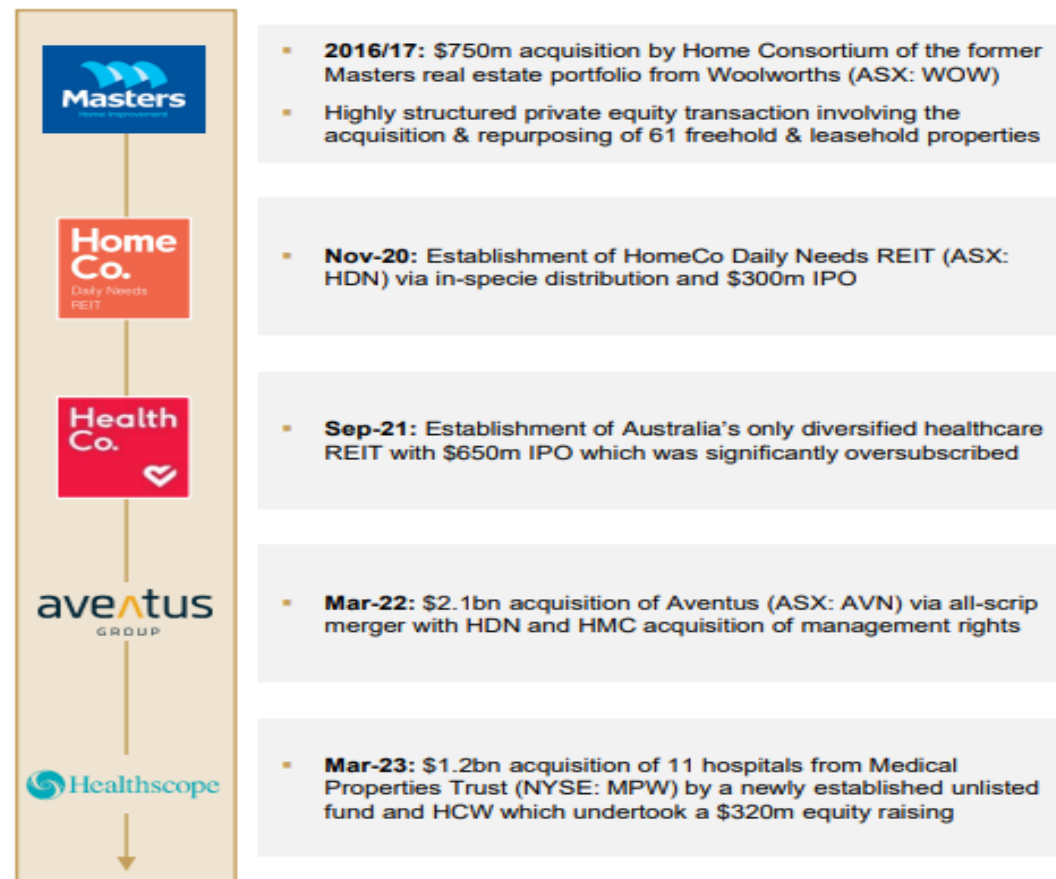 Masters
Home Improvement
▪ 2016/17: $750m acquisition by Home Consortium of the former
Masters real estate portfolio from Woolworths (ASX: WOW)
▪ Highly structured private equity transaction involving the
acquisition & repurposing of 61 freehold & leasehold properties
Home
Co.
Daily Needs
REIT
▪ Nov-20: Establishment of HomeCo Daily Needs REIT (ASX:
HDN) via in-specie distribution and $300m IPO
Health
Co.
▪ Sep-21: Establishment of Australia's only diversified healthcare
REIT with $650m IPO which was significantly oversubscribed
aventus
GROUP
▪ Mar-22: $2.1bn acquisition of Aventus (ASX: AVN) via all-scrip
merger with HDN and HMC acquisition of management rights
Healthscope
▪ Mar-23: $1.2bn acquisition of 11 hospitals from Medical
Properties Trust (NYSE: MPW) by a newly established unlisted
fund and HCW which undertook a $320m equity raising